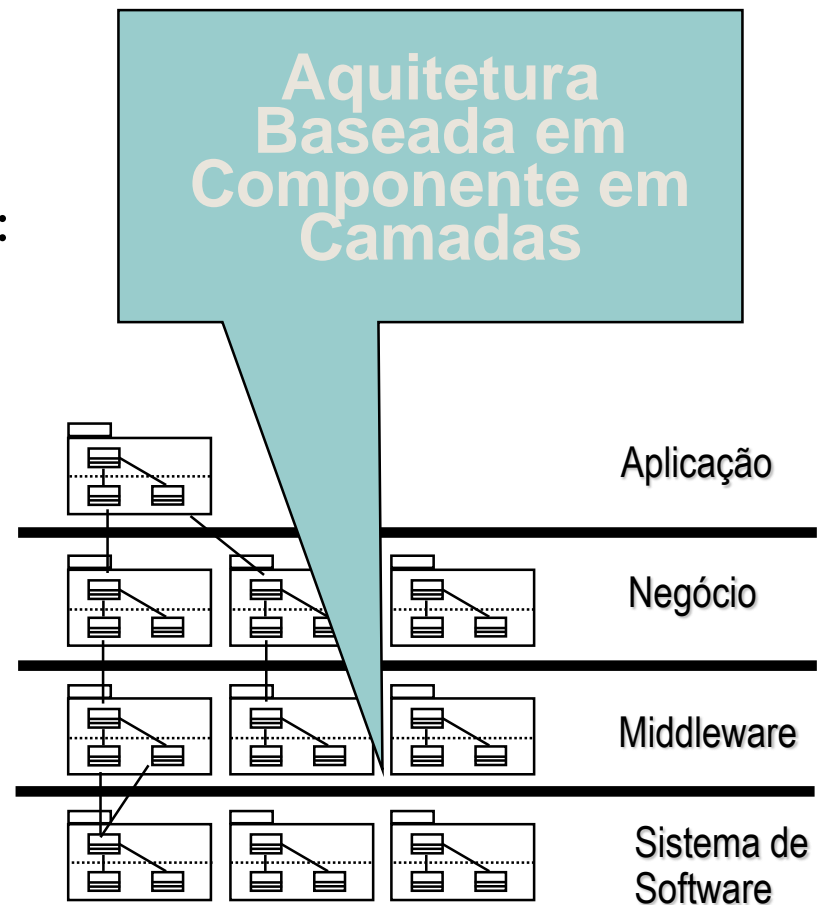 Aquitetura
Baseada em
Componente em
Camadas
:
Aplicação
Negócio
Middleware
Sistema de
Software